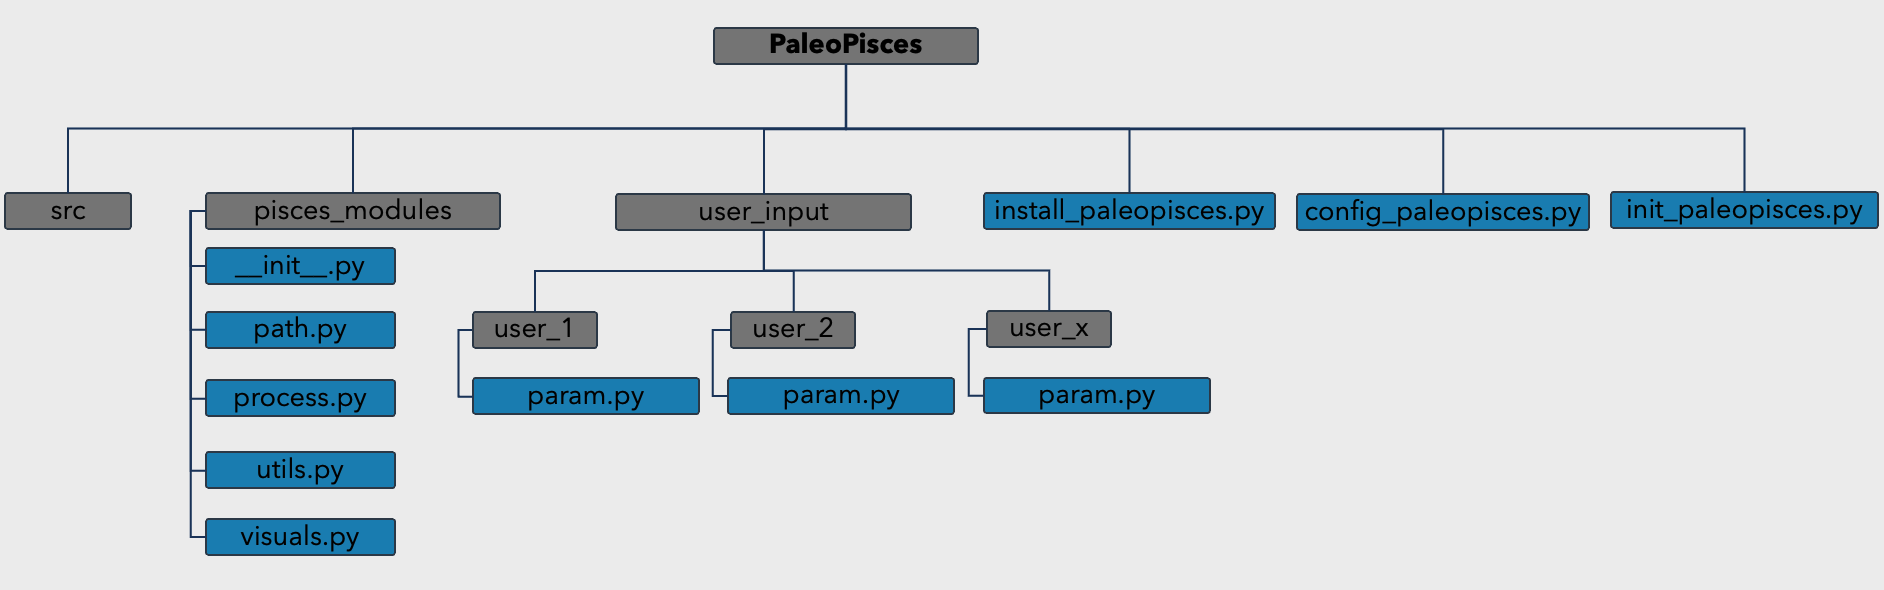 PaleoPisces
src
pisces_modules
user_input
install_paleopisces.py
config_paleopisces.py
init_paleopisces.py
__init__.py
path.py
process.py
utils.py
visuals.py
user_1
user_2
user_x
param.py
param.py
param.py